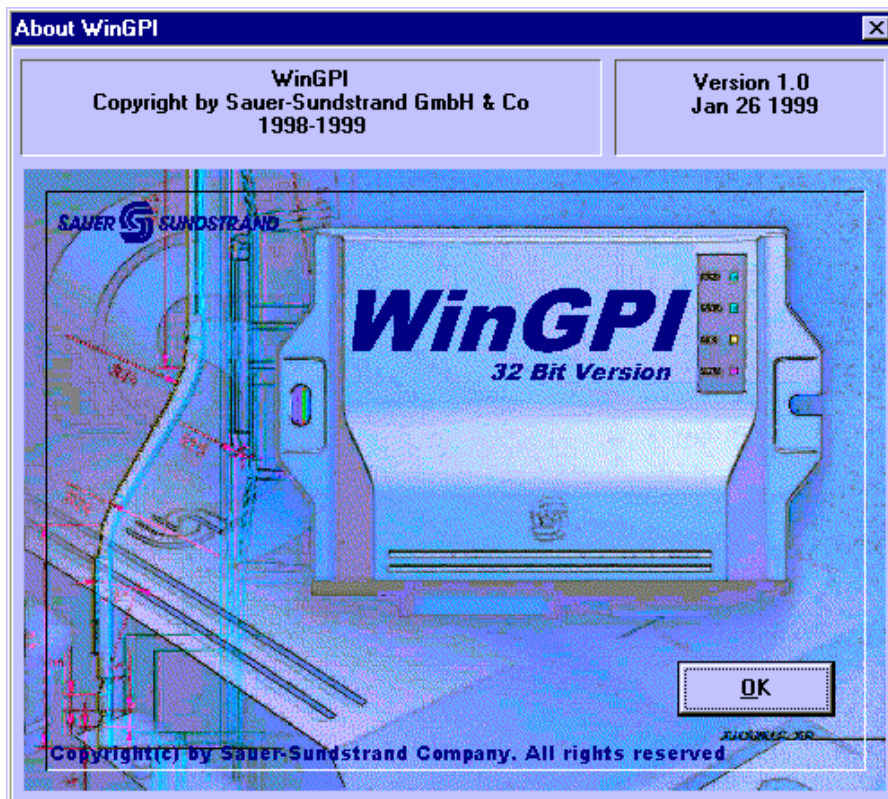 About WinGPI
WinGPI
Copyright by Sauer-Sundstrand GmbH & Co
1998-1999
Version 1.0
Jan 26 1999
SAUER SUNDSTRAND
WinGPI
32 Bit Version
OK
Copyright(c) by Sauer-Sundstrand Company. All rights reserved